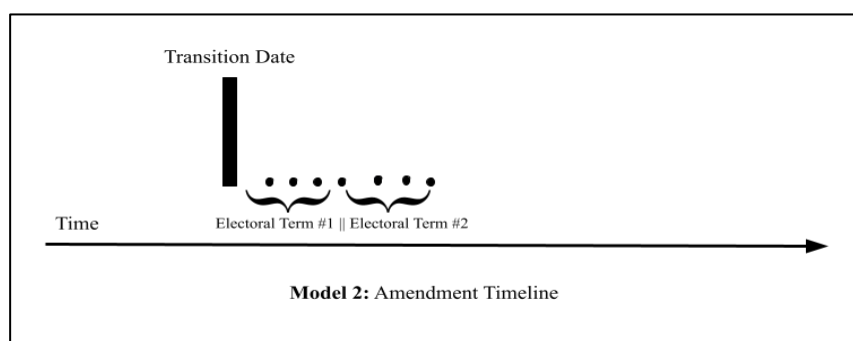 Transition Date
Electoral Term #1 || Electoral Term #2
Time
Model 2: Amendment Timeline